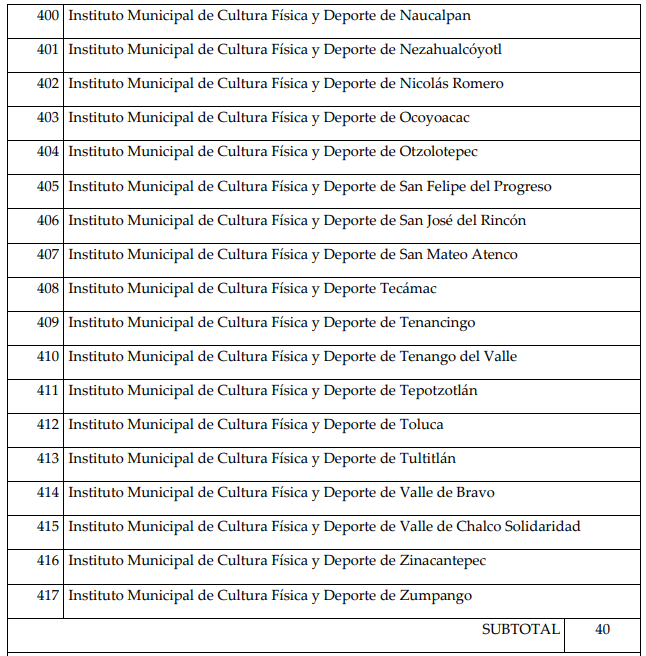 400 Instituto Municipal de Cultura Física y Deporte de Naucalpan
401 Instituto Municipal de Cultura Física y Deporte de Nezahualcóyotl
402 Instituto Municipal de Cultura Física y Deporte de Nicolás Romero
403 Instituto Municipal de Cultura Física y Deporte de Ocoyoacac
404 Instituto Municipal de Cultura Física y Deporte de Otzolotepec
405 Instituto Municipal de Cultura Física y Deporte de San Felipe del Progreso
406 Instituto Municipal de Cultura Física y Deporte de San José del Rincón
407 Instituto Municipal de Cultura Física y Deporte de San Mateo Atenco
408 Instituto Municipal de Cultura Física y Deporte Tecámac
409 Instituto Municipal de Cultura Física y Deporte de Tenancingo
410 Instituto Municipal de Cultura Física y Deporte de Tenango del Valle
411 Instituto Municipal de Cultura Física y Deporte de Tepotzotlán
412 Instituto Municipal de Cultura Física y Deporte de Toluca
413 Instituto Municipal de Cultura Física y Deporte de Tultitlán
414 Instituto Municipal de Cultura Física y Deporte de Valle de Bravo
415 Instituto Municipal de Cultura Física y Deporte de Valle de Chalco Solidaridad
416 Instituto Municipal de Cultura Física y Deporte de Zinacantepec
417 Instituto Municipal de Cultura Física y Deporte de Zumpango
SUBTOTAL 40